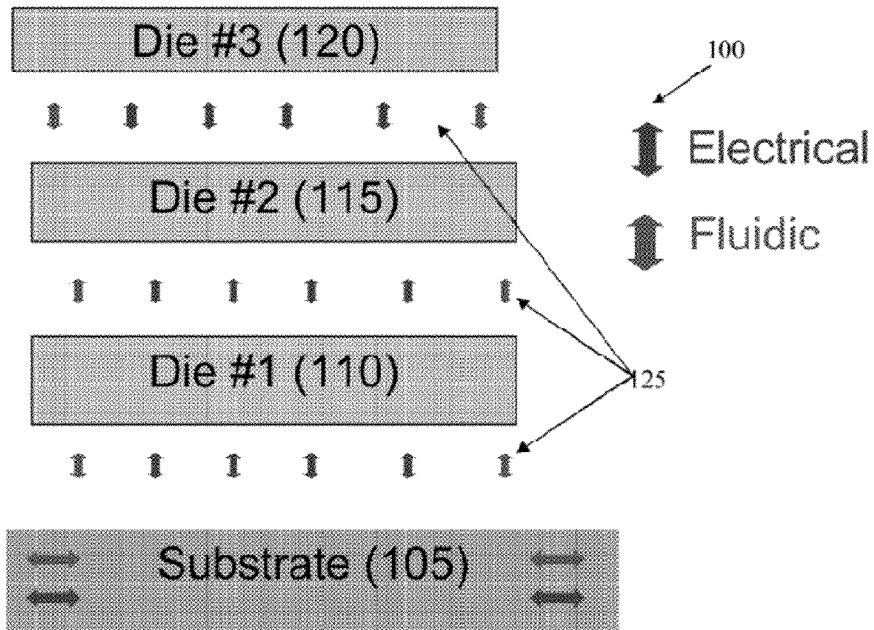 Die #3 (120)
100
Electrical
Die #2 (115)
Fluidic
Die #1 (110)
125
Substrate (105)